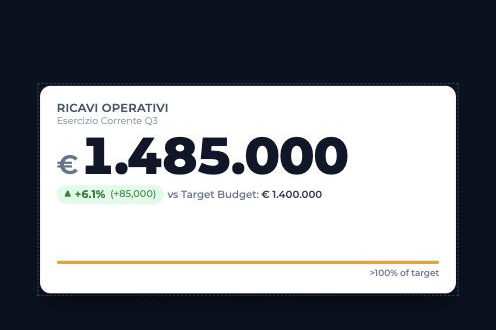 RICAVI OPERATIVI
Esercizio Corrente Q3
€ 1.485.000
▲ +6.1% (+85,000) vs Target Budget: € 1.400.000
>100% of target